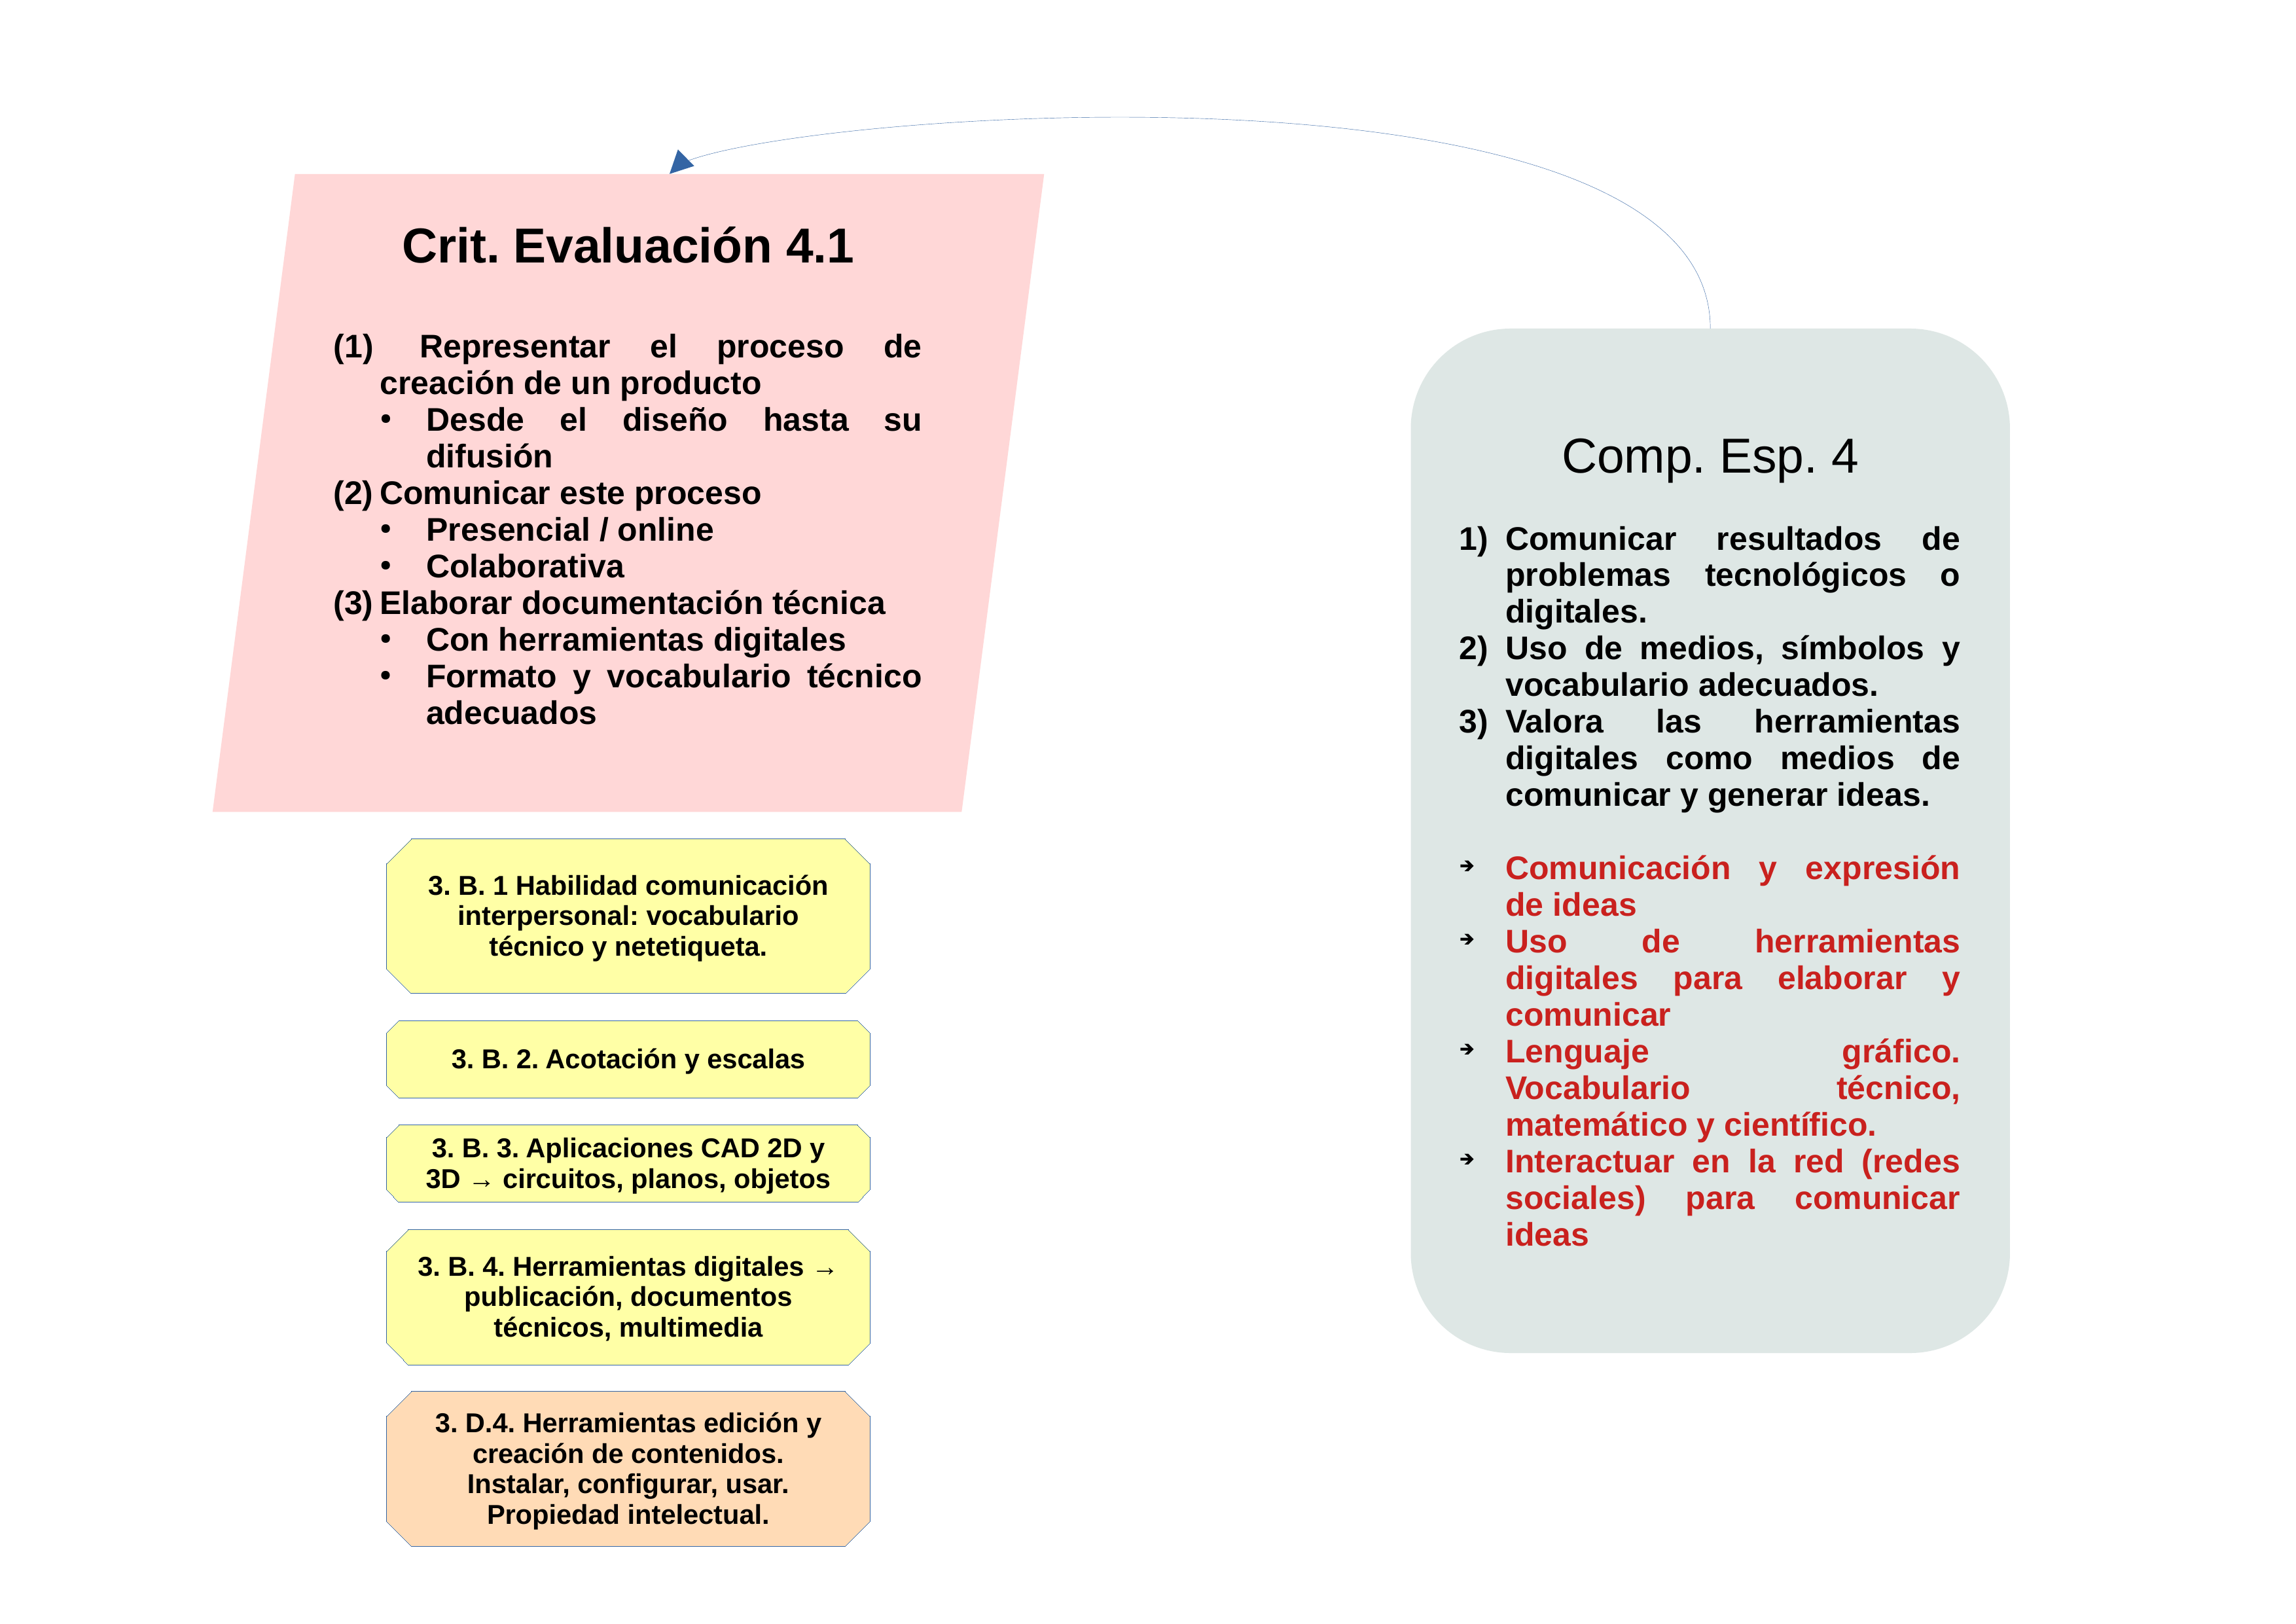 Crit. Evaluación 4.1
(1) Representar el proceso de
creación de un producto
• Desde el diseño hasta su
difusión
(2) Comunicar este proceso
• Presencial / online
• Colaborativa
(3) Elaborar documentación técnica
• Con herramientas digitales
• Formato y vocabulario técnico
adecuados
3. B. 1 Habilidad comunicación
interpersonal: vocabulario
técnico y netetiqueta.
3. B. 2. Acotación y escalas
3. B. 3. Aplicaciones CAD 2D y
3D → circuitos, planos, objetos
3. B. 4. Herramientas digitales →
publicación, documentos
técnicos, multimedia
3. D.4. Herramientas edición y
creación de contenidos.
Instalar, configurar, usar.
Propiedad intelectual.
Comp. Esp. 4
1) Comunicar resultados de
problemas tecnológicos o
digitales.
2) Uso de medios, símbolos y
vocabulario adecuados.
3) Valora las herramientas
digitales como medios de
comunicar y generar ideas.
➔ Comunicación y expresión
de ideas
➔ Uso de herramientas
digitales para elaborar y
comunicar
➔ Lenguaje gráfico.
Vocabulario técnico,
matemático y científico.
➔ Interactuar en la red (redes
sociales) para comunicar
ideas